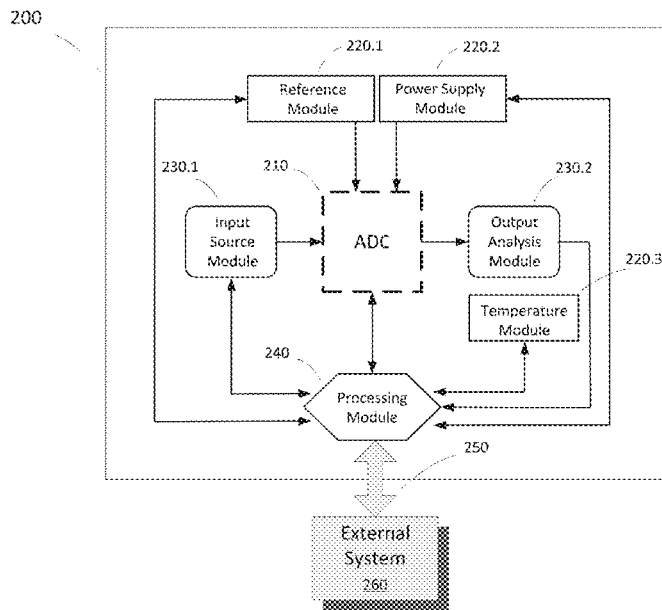 200
220.1
220.2
Reference
Module
Power Supply
Module
230.1
210
230.2
Input
Source
Module
ADC
Output
Analysis
Module
220.3
Temperature
Module
240
Processing
Module
250
External
System
260